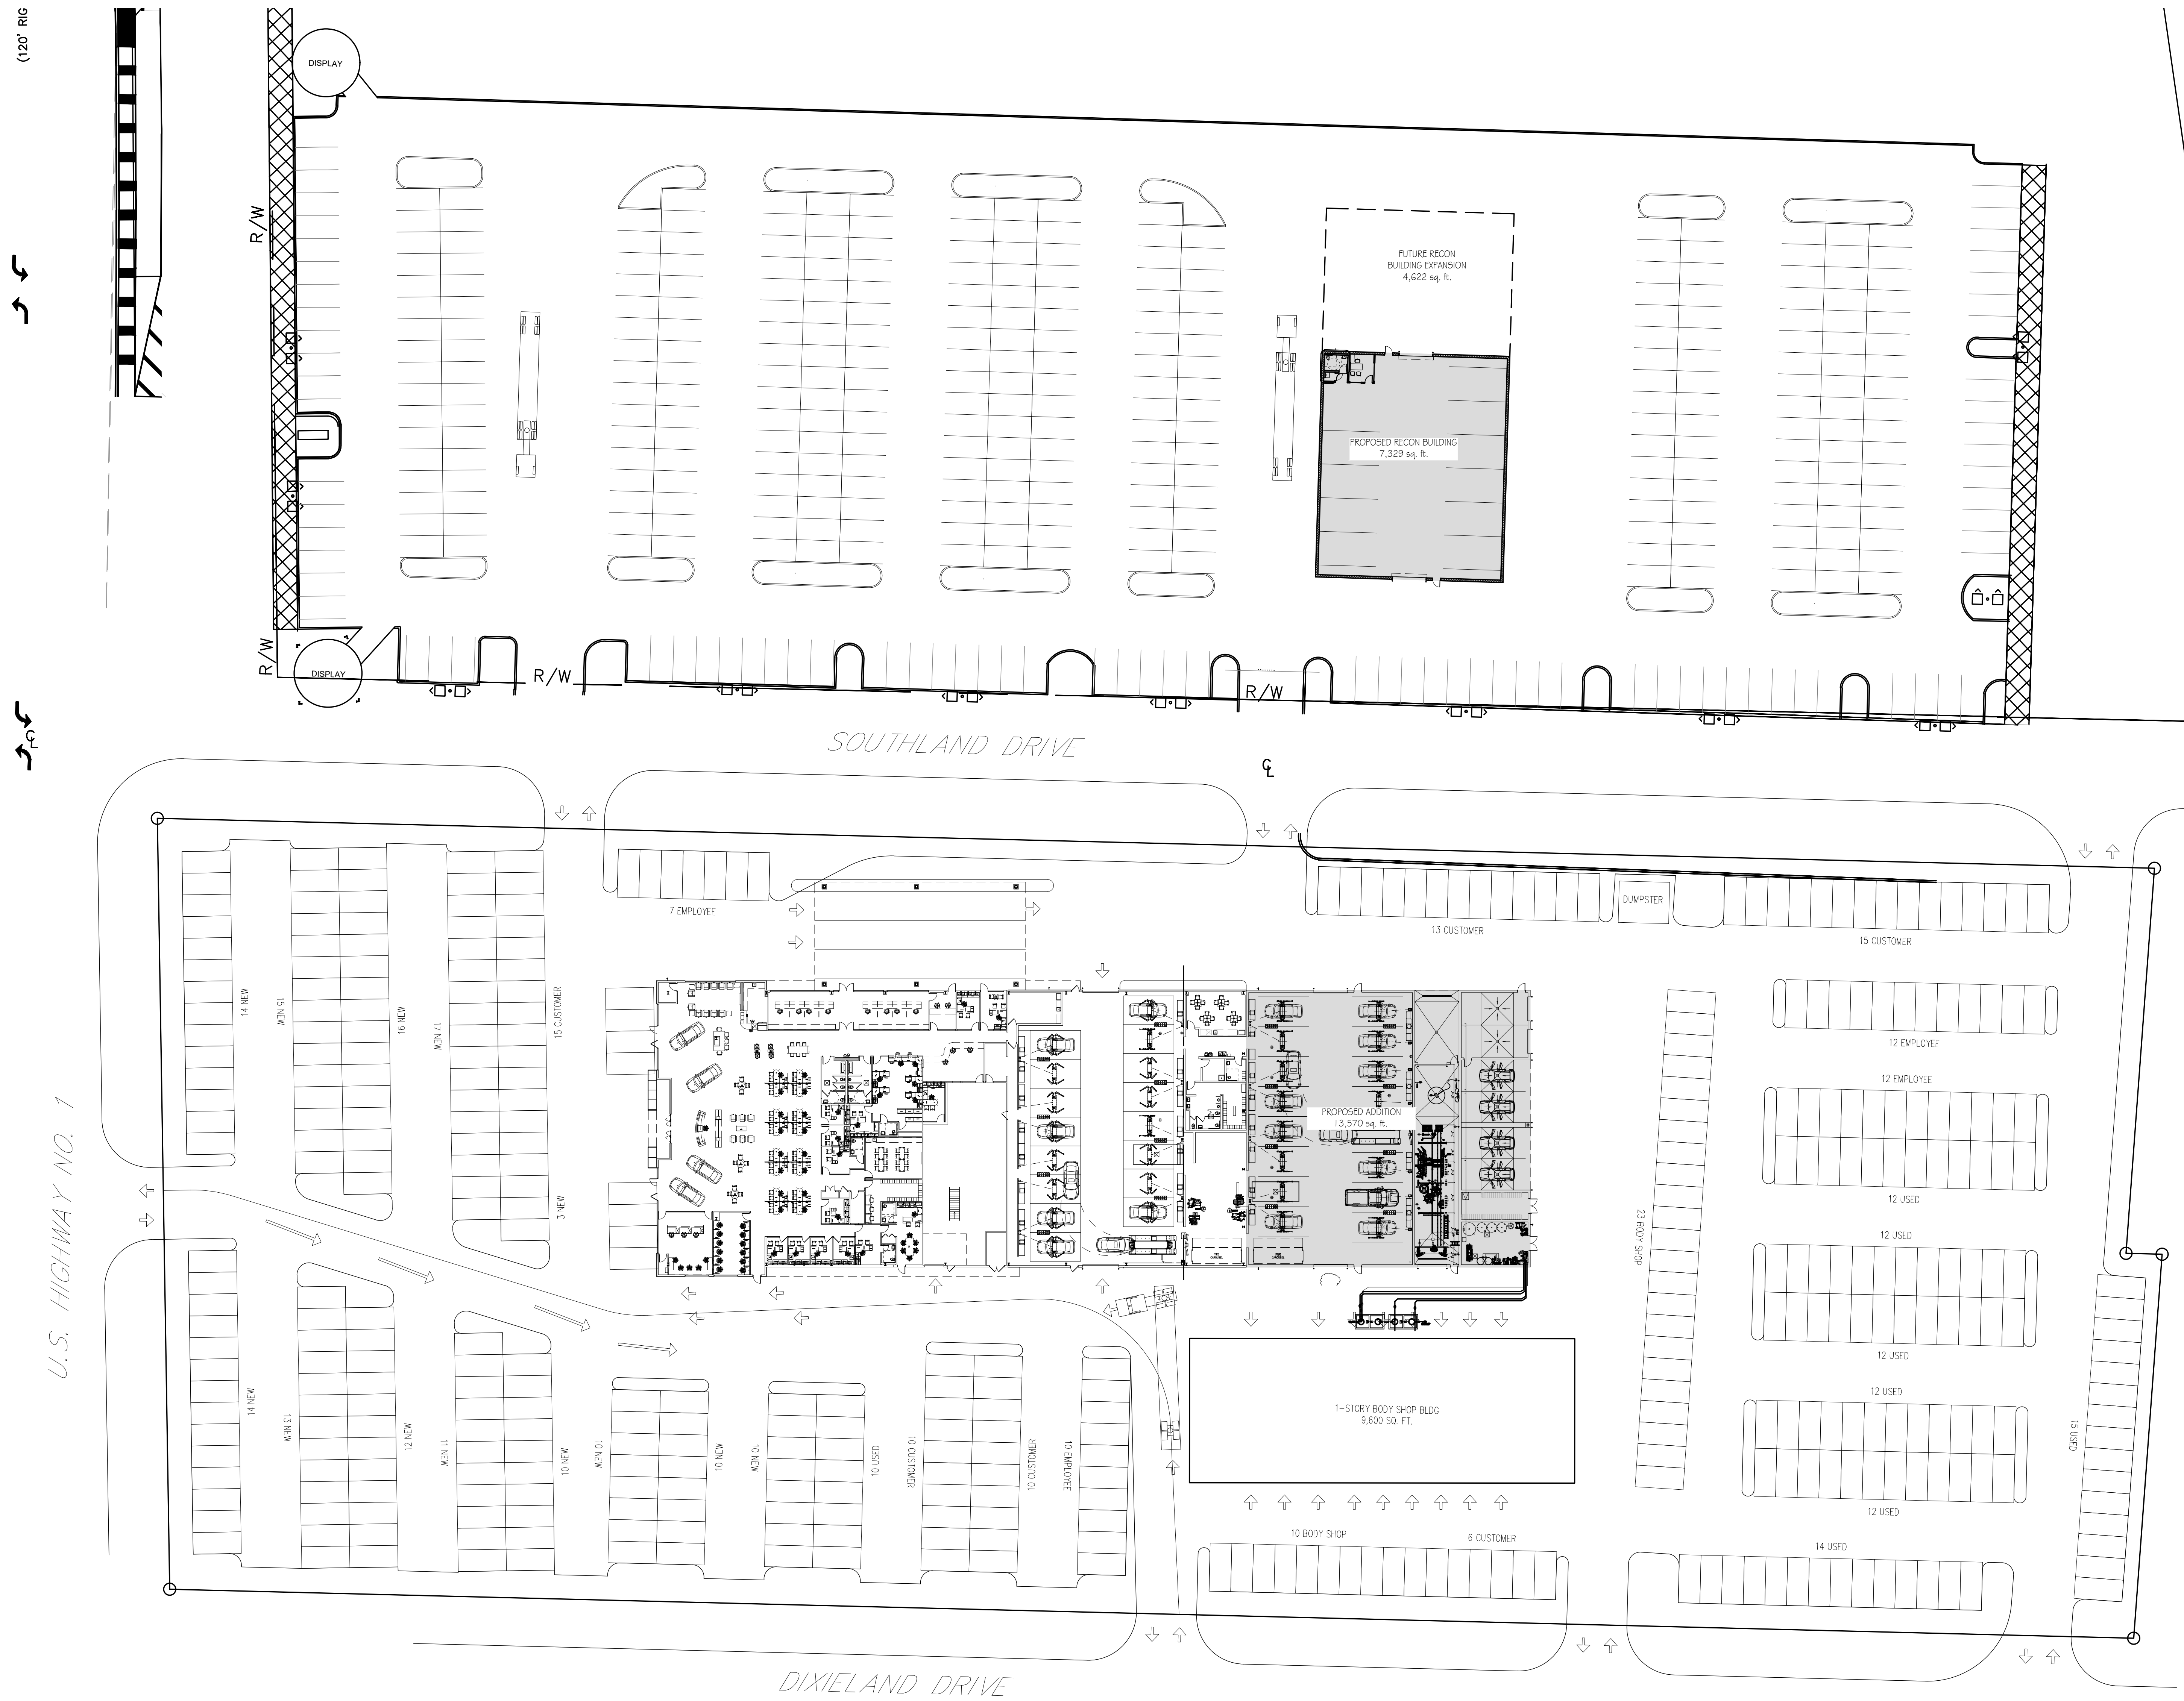 (120' RIG
DISPLAY
R/W
FUTURE RECON
BUILDING EXPANSION
4,622 sq. ft.
PROPOSED RECON BUILDING
7,329 sq. ft.
R/W
DISPLAY
R/W
R/W
SOUTHLAND DRIVE
℄
℄
7 EMPLOYEE
13 CUSTOMER
DUMPSTER
15 CUSTOMER
14 NEW
15 NEW
16 NEW
17 NEW
15 CUSTOMER
3 NEW
12 EMPLOYEE
12 EMPLOYEE
12 USED
PROPOSED ADDITION
13,570 sq. ft.
23 BODY SHOP
12 USED
12 USED
U.S. HIGHWAY NO. 1
14 NEW
13 NEW
12 NEW
11 NEW
10 NEW
10 NEW
10 NEW
10 NEW
10 USED
10 CUSTOMER
10 CUSTOMER
10 EMPLOYEE
1-STORY BODY SHOP BLDG
9,600 SQ. FT.
12 USED
12 USED
15 USED
10 BODY SHOP
6 CUSTOMER
14 USED
DIXIELAND DRIVE